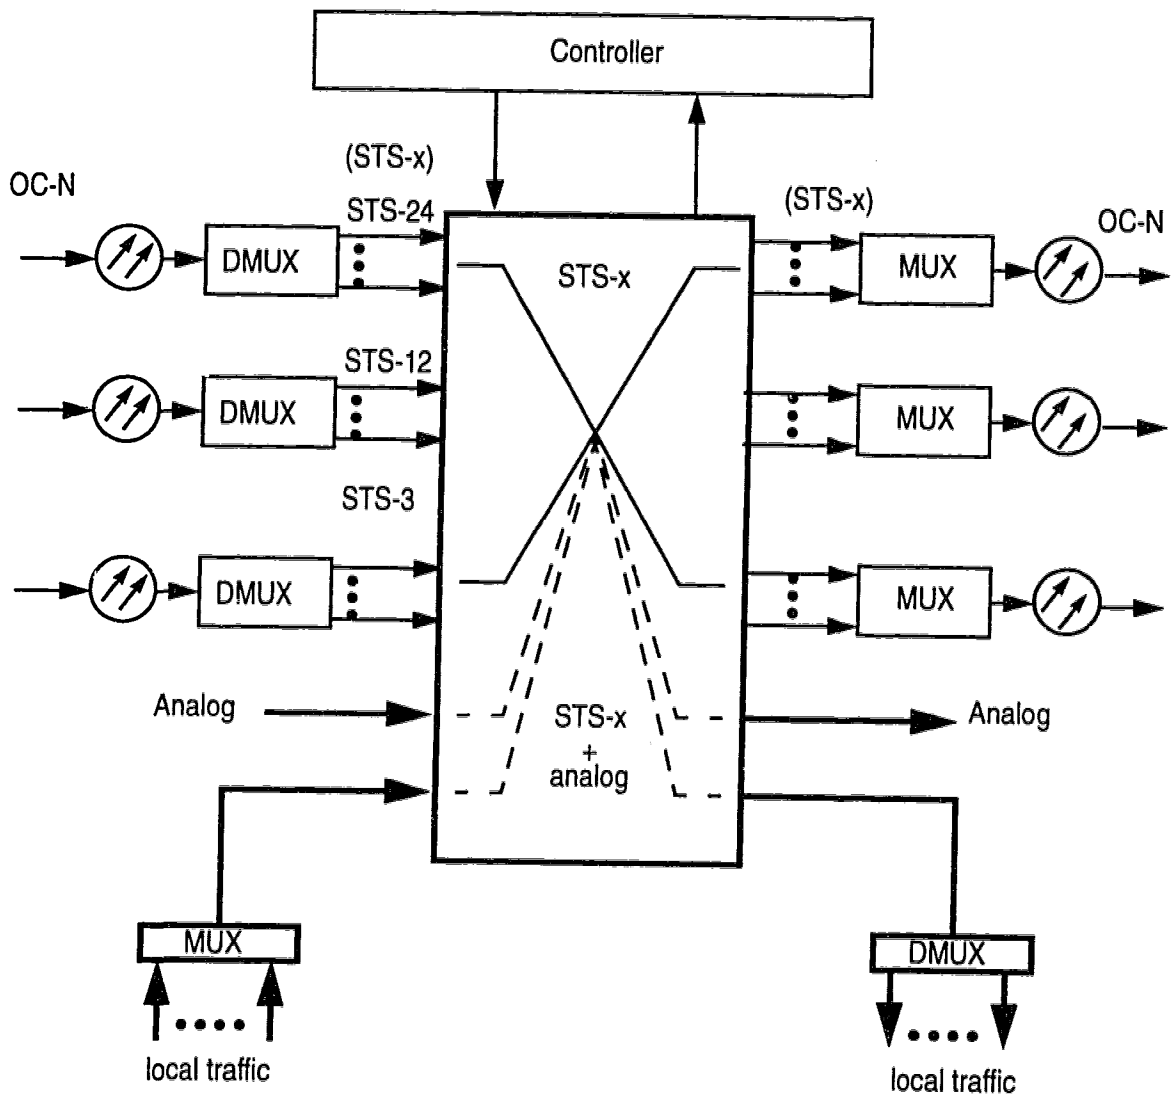 Controller
(STS-x)
OC-N
STS-24
(STS-x)
OC-N
DMUX
STS-x
MUX
STS-12
DMUX
MUX
STS-3
DMUX
MUX
Analog
STS-x
+
analog
Analog
MUX
DMUX
local traffic
local traffic